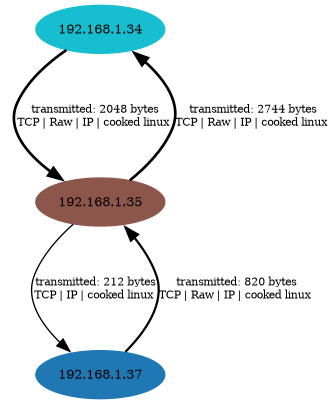 192.168.1.34
transmitted: 2048 bytes
TCP | Raw | IP | cooked linux
transmitted: 2744 bytes
TCP | Raw | IP | cooked linux
192.168.1.35
transmitted: 212 bytes
TCP | IP | cooked linux
transmitted: 820 bytes
TCP | Raw | IP | cooked linux
192.168.1.37